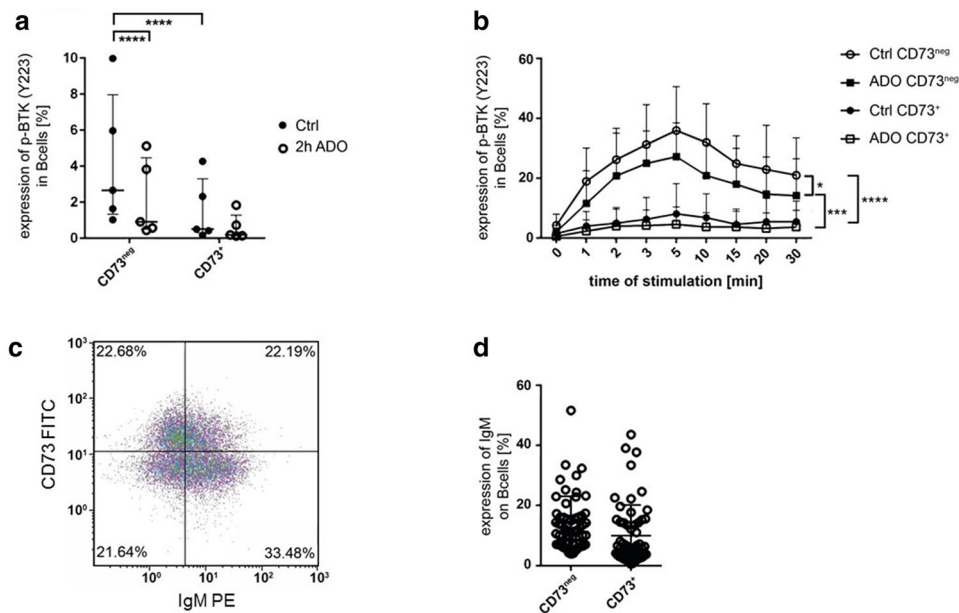 a
****
****
10
8
6
4
2
0
expression of p-BTK (Y223)
in Bcells [%]
CD73neg
CD73+
Ctrl
2h ADO
b
60
40
20
0
expression of p-BTK (Y223)
in Bcells [%]
0 1 2 3 5 10 15 20 30
time of stimulation [min]
Ctrl CD73neg
ADO CD73neg
Ctrl CD73+
ADO CD73+
*
***
****
c
22.68% 22.19%
21.64% 33.48%
10³
10²
10¹
10⁰
CD73 FITC
10⁰ 10¹ 10² 10³
IgM PE
d
60
40
20
0
expression of IgM
on Bcells [%]
CD73neg
CD73+